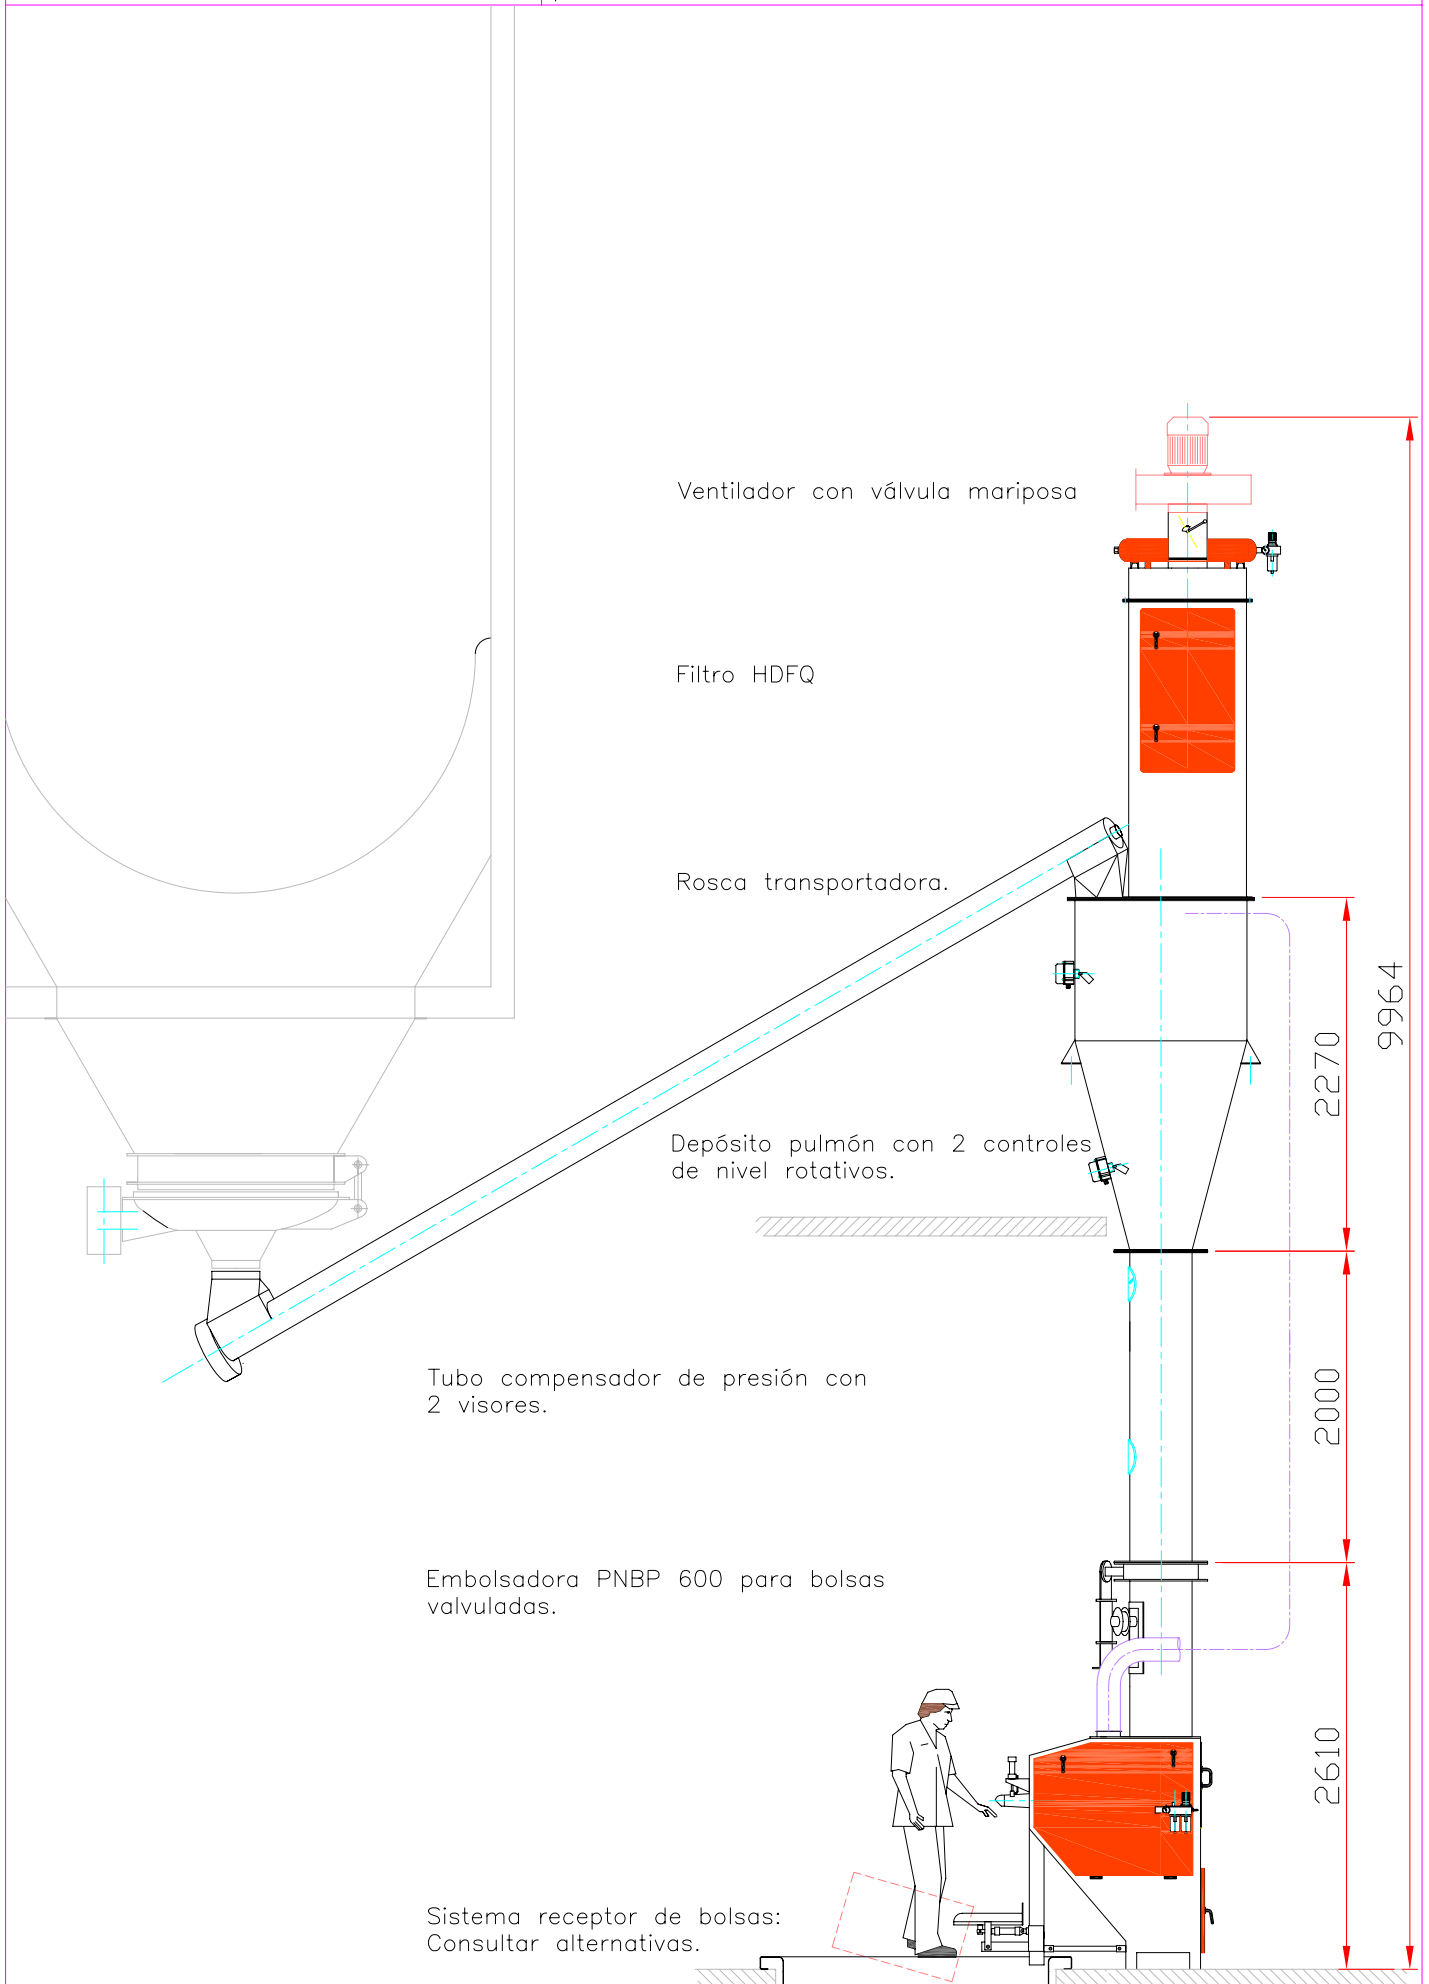 Ventilador con válvula mariposa
Filtro HDFQ
Rosca transportadora.
9964
2270
Depósito pulmón con 2 controles
de nivel rotativos.
Tubo compensador de presión con
2 visores.
2000
Embolsadora PNBP 600 para bolsas
valvuladas.
2610
Sistema receptor de bolsas:
Consultar alternativas.